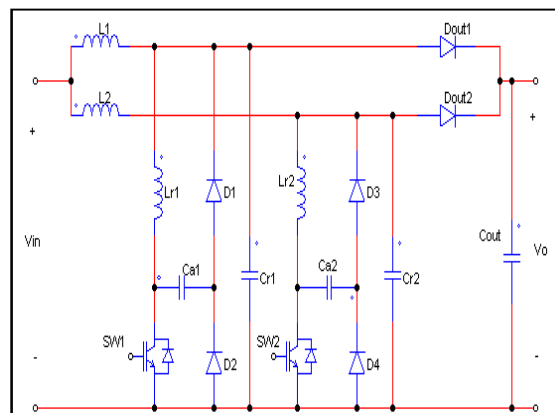 L1
Dout1
L2
Dout2
+
+
Lr1
D1
Lr2
D3
Vin
Ca1
Cr1
Ca2
Cr2
Cout
Vo
SW1
D2
SW2
D4
-
-